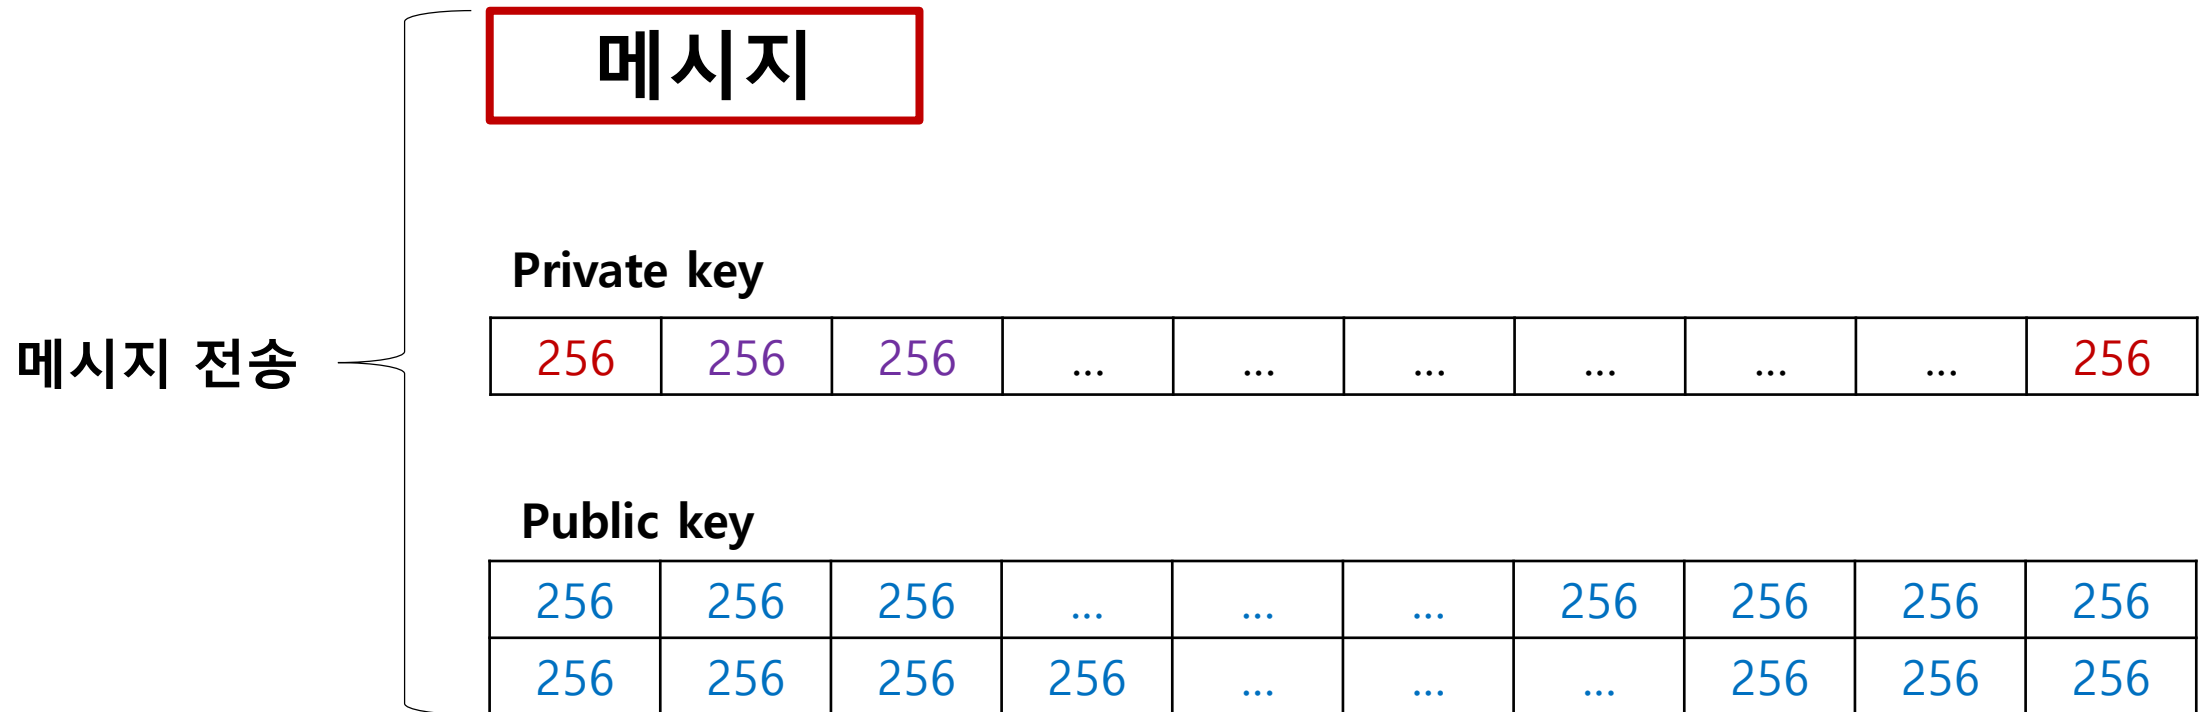 메시지
Private key
메시지 전송
256 256 256 ... ... ... ... ... ... 256
Public key
256 256 256 ... ... ... 256 256 256 256
256 256 256 256 ... ... ... 256 256 256